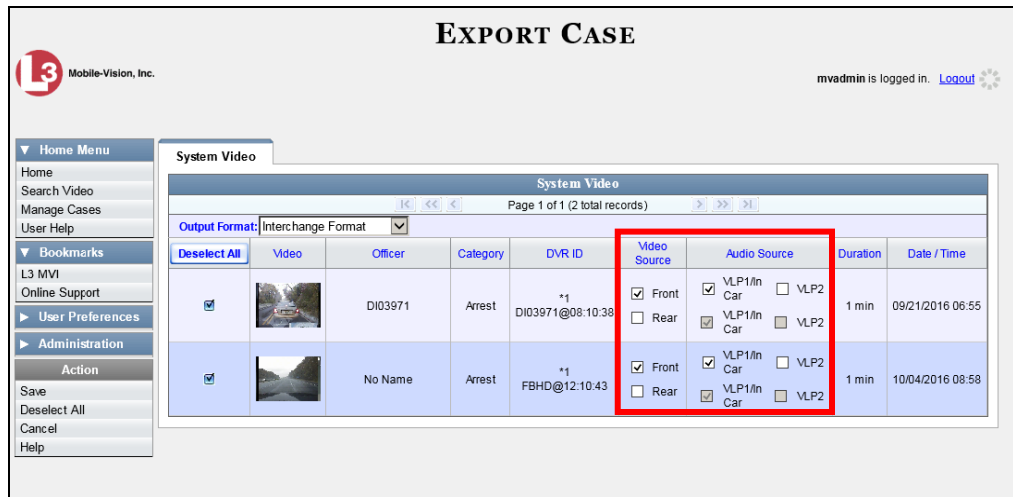 EXPORT CASE
L3 Mobile-Vision, Inc.
mvadmin is logged in. Logout
▼ Home Menu
Home
Search Video
Manage Cases
User Help
▼ Bookmarks
L3 MVI
Online Support
▶ User Preferences
▶ Administration
Action
Save
Deselect All
Cancel
Help
System Video
System Video
Page 1 of 1 (2 total records)
Output Format: Interchange Format
Deselect All Video Officer Category DVR ID Video Source Audio Source Duration Date / Time
DI03971 Arrest *1 DI03971@08:10:38 Front Rear VLP1/In Car VLP2 VLP1/In Car VLP2 1 min 09/21/2016 06:55
No Name Arrest *1 FBHD@12:10:43 Front Rear VLP1/In Car VLP2 VLP1/In Car VLP2 1 min 10/04/2016 08:58